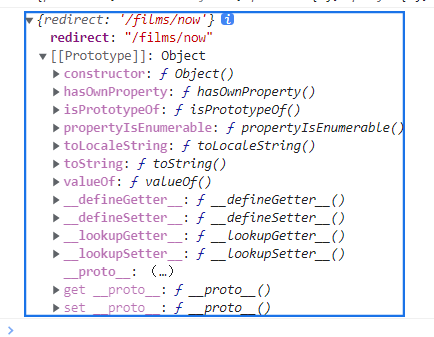 {redirect: '/films/now'} i
redirect: "/films/now"
[[Prototype]]: Object
constructor: ƒ Object()
hasOwnProperty: ƒ hasOwnProperty()
isPrototypeOf: ƒ isPrototypeOf()
propertyIsEnumerable: ƒ propertyIsEnumerable()
toLocaleString: ƒ toLocaleString()
toString: ƒ toString()
valueOf: ƒ valueOf()
__defineGetter__: ƒ __defineGetter__()
__defineSetter__: ƒ __defineSetter__()
__lookupGetter__: ƒ __lookupGetter__()
__lookupSetter__: ƒ __lookupSetter__()
__proto__: (…)
get __proto__: ƒ __proto__()
set __proto__: ƒ __proto__()